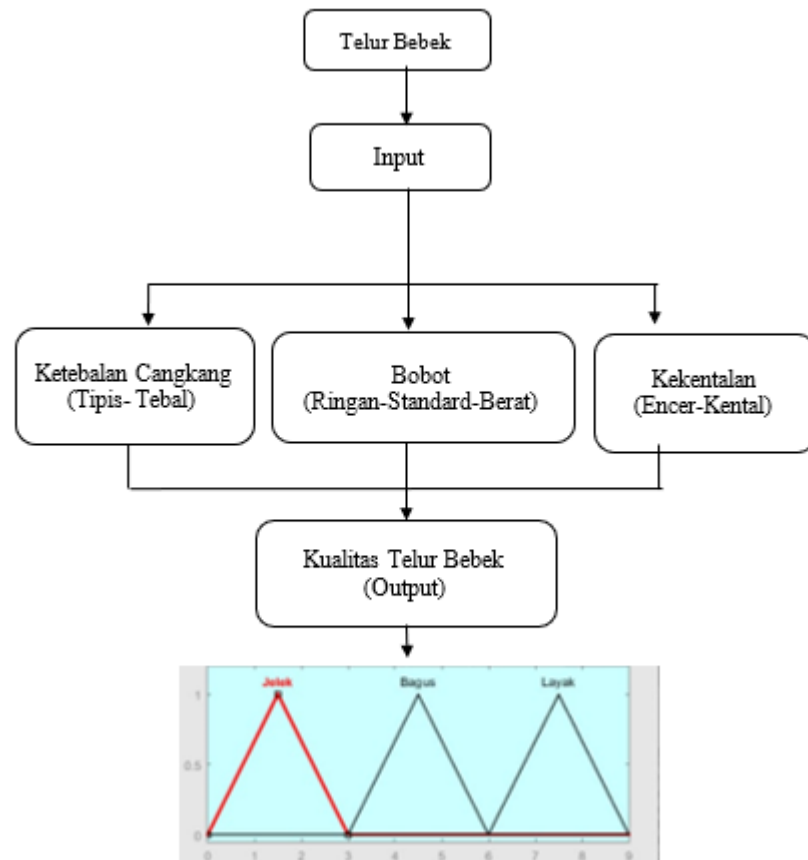 Telur Bebek
Input
Ketebalan Cangkang
(Tipis- Tebal)
Bobot
(Ringan-Standard-Berat)
Kekentalan
(Encer-Kental)
Kualitas Telur Bebek
(Output)
Jelek
Bagus
Layak
1
0.5
0
0 1 2 3 4 5 6 7 8 9